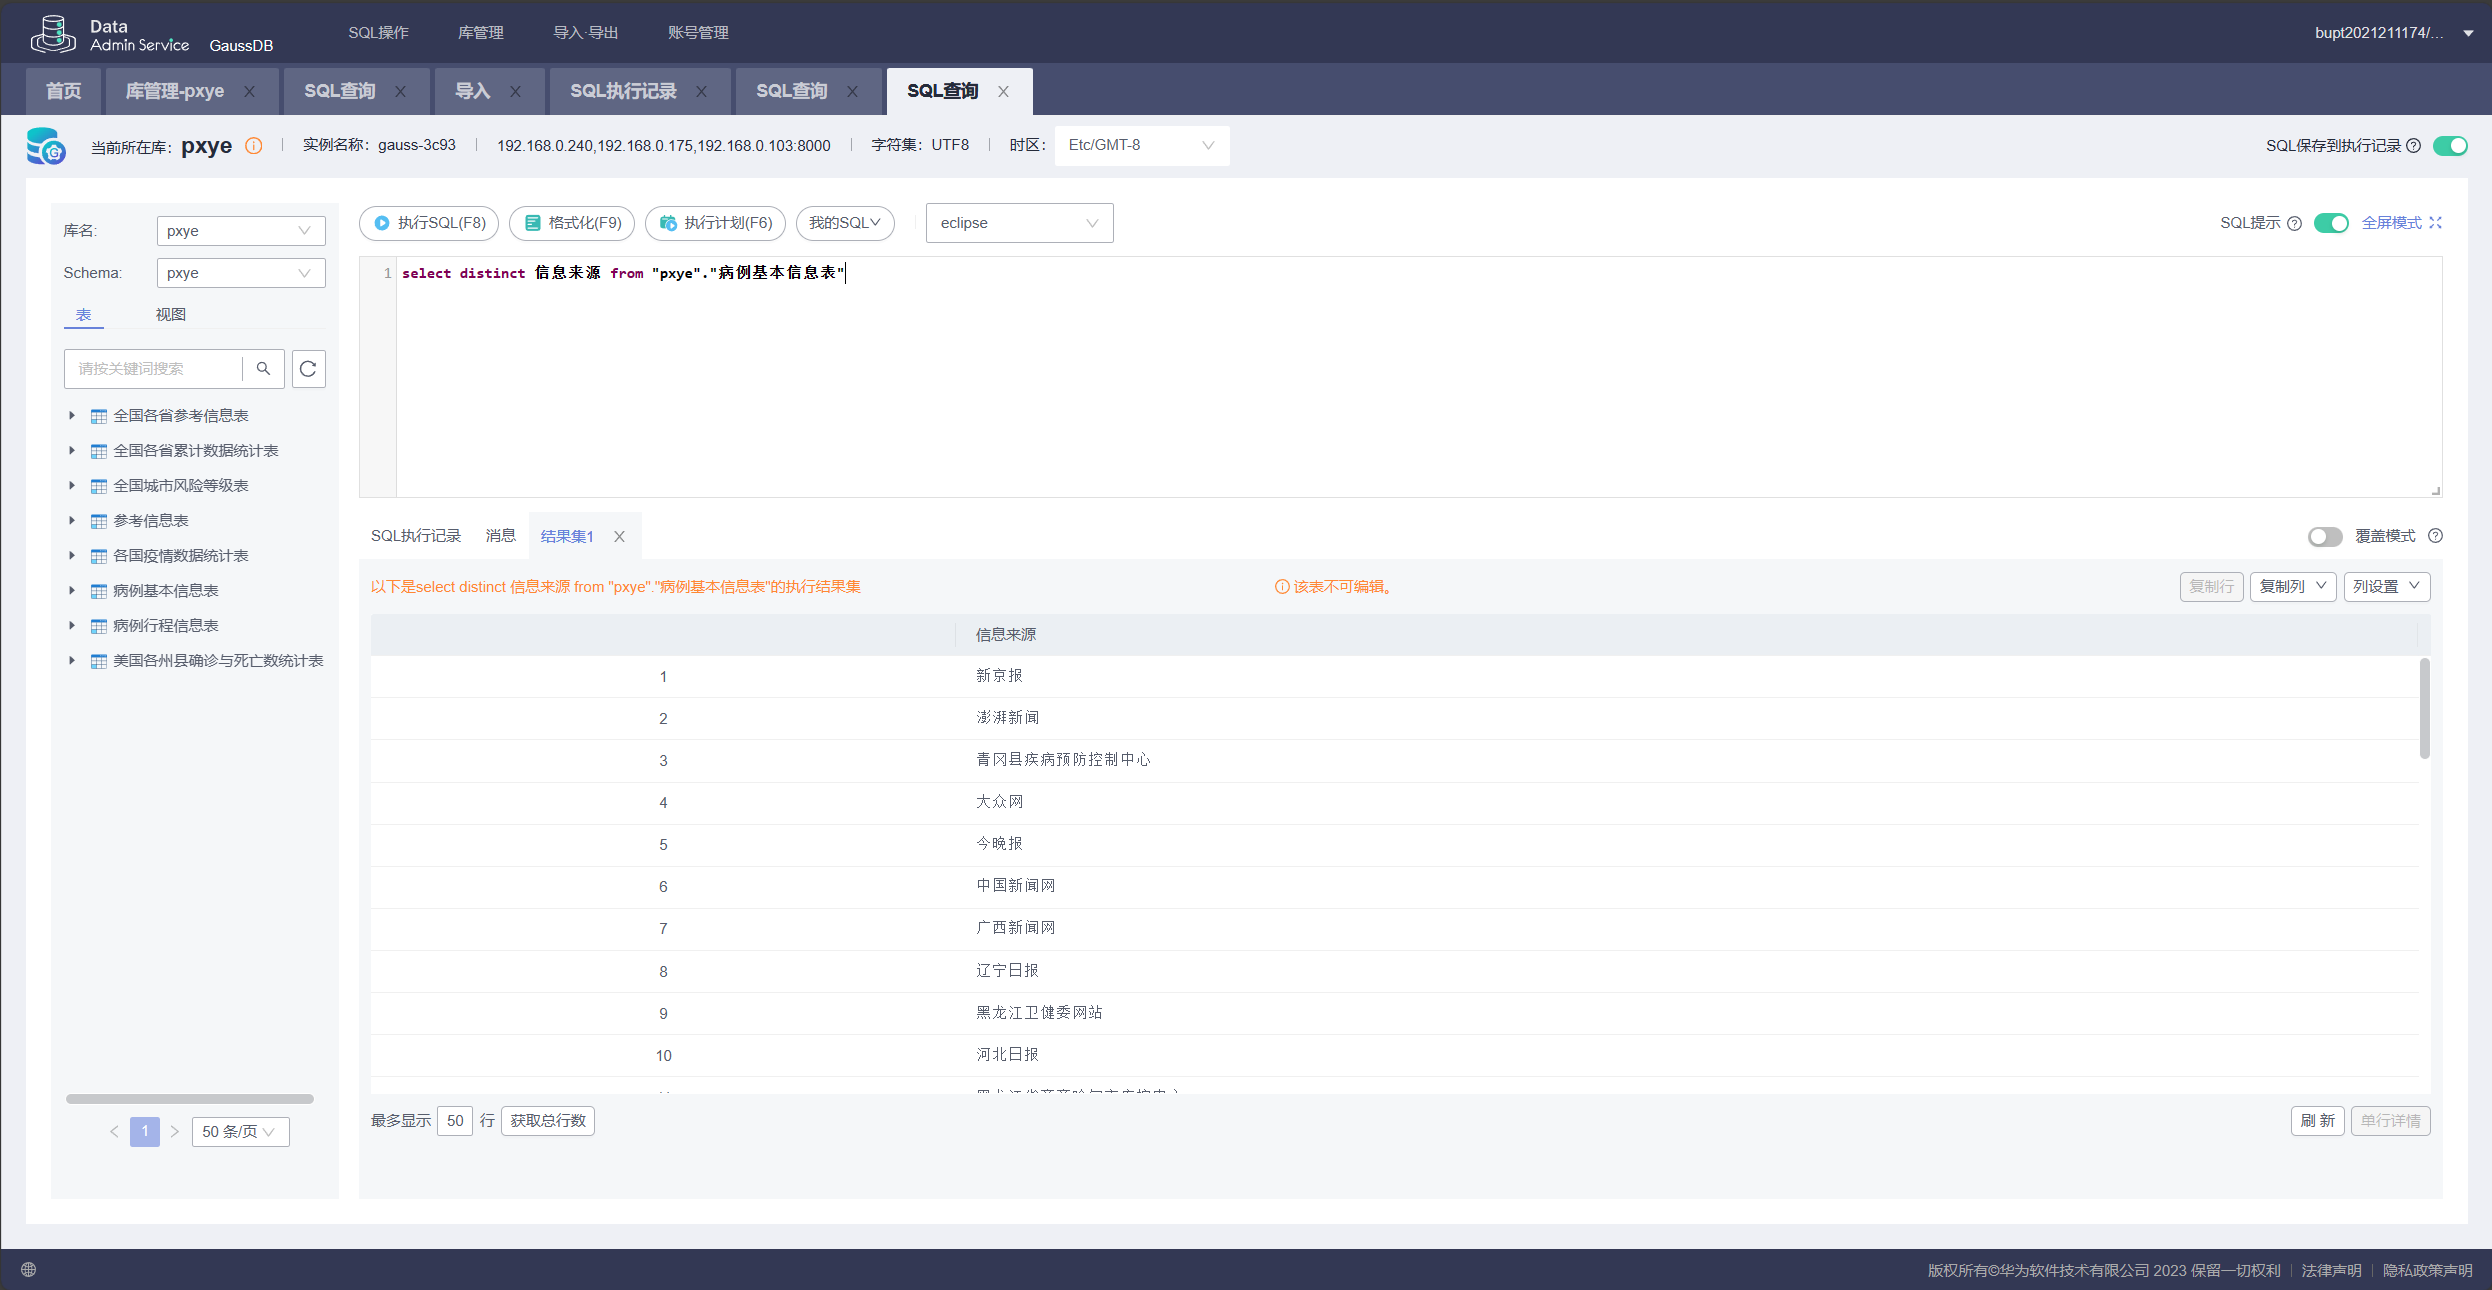 Data
Admin Service GaussDB SQL操作 库管理 导入·导出 账号管理 bupt2021211174/...
首页 库管理-pxye SQL查询 导入 SQL执行记录 SQL查询 SQL查询
当前所在库: pxye 实例名称: gauss-3c93 192.168.0.240,192.168.0.175,192.168.0.103:8000 字符集: UTF8 时区: Etc/GMT-8 SQL保存到执行记录
库名: pxye
Schema: pxye
表 视图
请按关键词搜索
全国各省参考信息表
全国各省累计数据统计表
全国城市风险等级表
参考信息表
各国疫情数据统计表
病例基本信息表
病例行程信息表
美国各州县确诊与死亡数统计表
1 50 条/页
执行SQL(F8) 格式化(F9) 执行计划(F6) 我的SQL eclipse SQL提示 全屏模式
1 select distinct 信息来源 from "pxye"."病例基本信息表"
SQL执行记录 消息 结果集1 覆盖模式
以下是select distinct 信息来源 from "pxye"."病例基本信息表"的执行结果集 该表不可编辑。 复制行 复制列 列设置
信息来源
1 新京报
2 澎湃新闻
3 青冈县疾病预防控制中心
4 大众网
5 今晚报
6 中国新闻网
7 广西新闻网
8 辽宁日报
9 黑龙江卫健委网站
10 河北日报
最多显示 50 行 获取总行数 刷 新 单行详情
版权所有©华为软件技术有限公司 2023 保留一切权利 法律声明 隐私政策声明